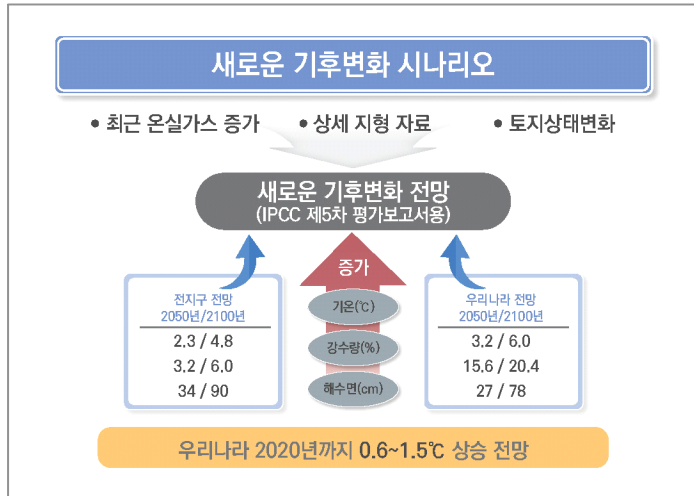 새로운 기후변화 시나리오
• 최근 온실가스 증가 • 상세 지형 자료 • 토지상태변화
새로운 기후변화 전망
(IPCC 제5차 평가보고서용)
전지구 전망
2050년/2100년
2.3 / 4.8
3.2 / 6.0
34 / 90
증가
기온(℃)
강수량(%)
해수면(cm)
우리나라 전망
2050년/2100년
3.2 / 6.0
15.6 / 20.4
27 / 78
우리나라 2020년까지 0.6~1.5℃ 상승 전망